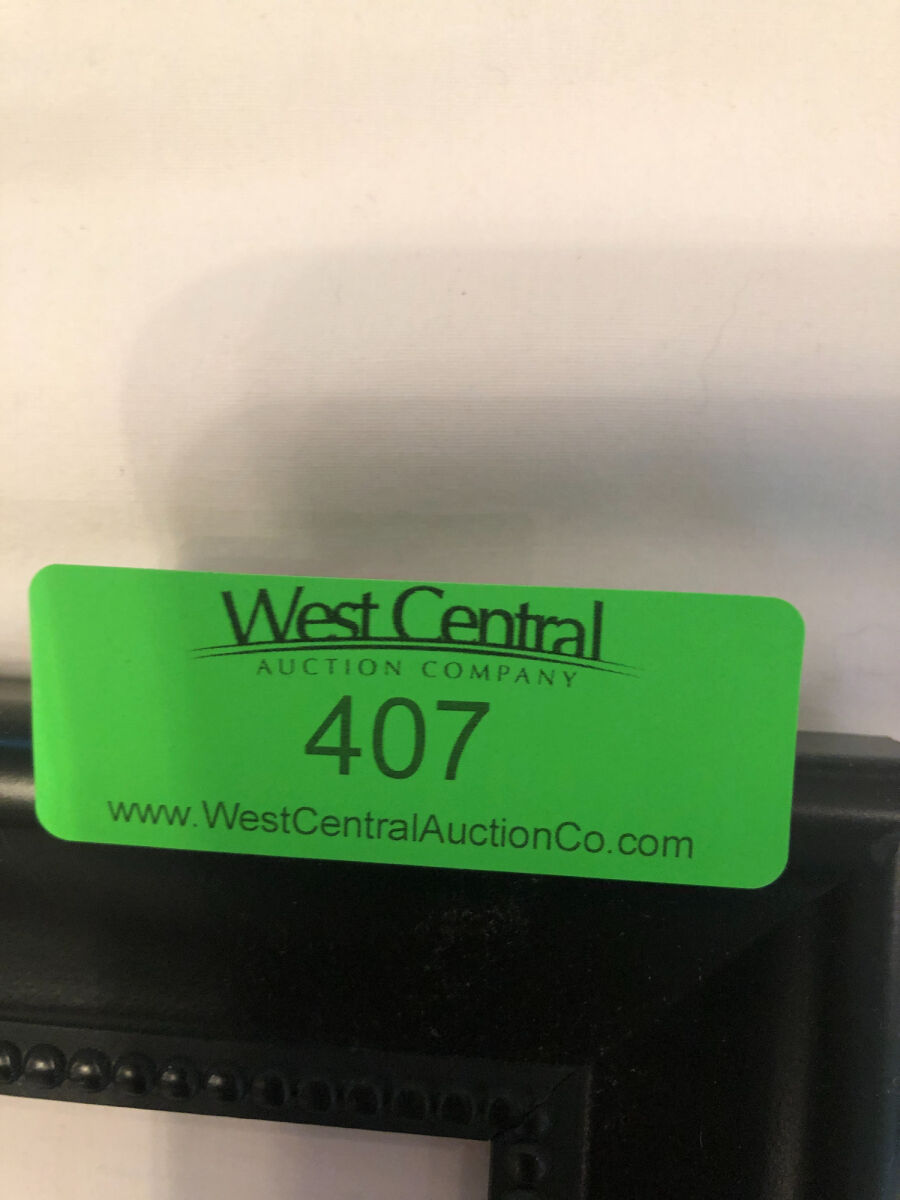 West Central
AUCTION COMPANY
407
www.WestCentralAuctionCo.com